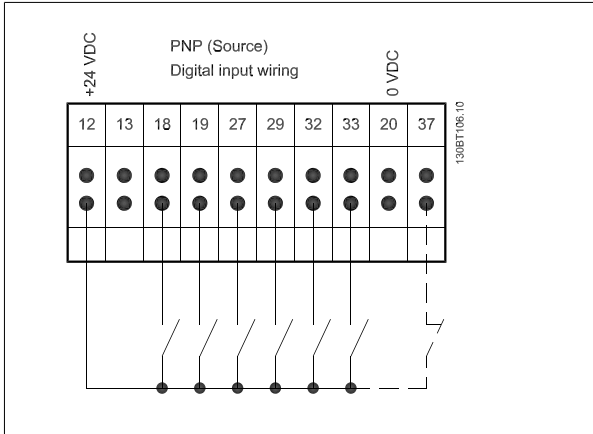 PNP (Source)
Digital input wiring
+24 VDC
0 VDC
12 13 18 19 27 29 32 33 20 37
130BT106.10